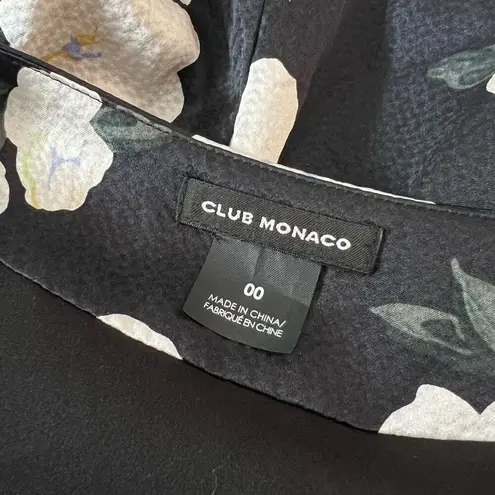 CLUB MONACO
00
MADE IN CHINA/
FABRIQUÉ EN CHINE